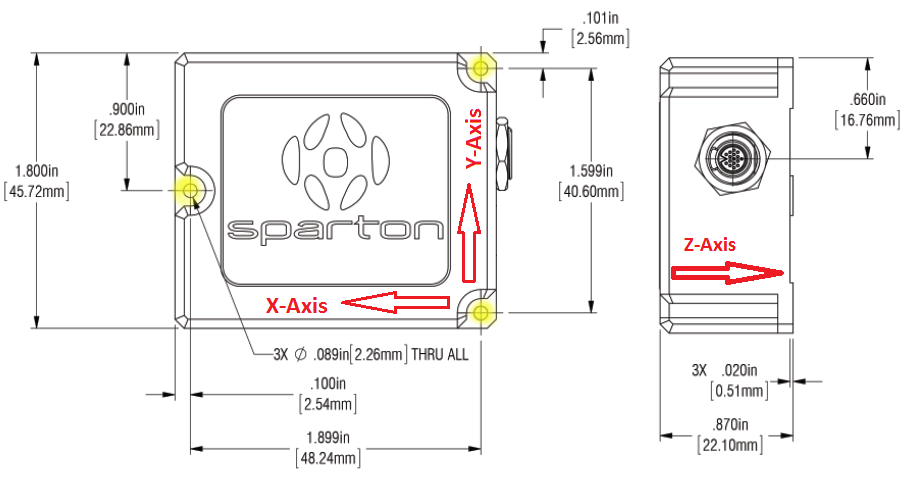 .101in
[2.56mm]
.900in
[22.86mm]
1.800in
[45.72mm]
Y-Axis
1.599in
[40.60mm]
.660in
[16.76mm]
sparton
X-Axis
Z-Axis
3X Ø .089in[2.26mm] THRU ALL
.100in
[2.54mm]
1.899in
[48.24mm]
3X .020in
[0.51mm]
.870in
[22.10mm]